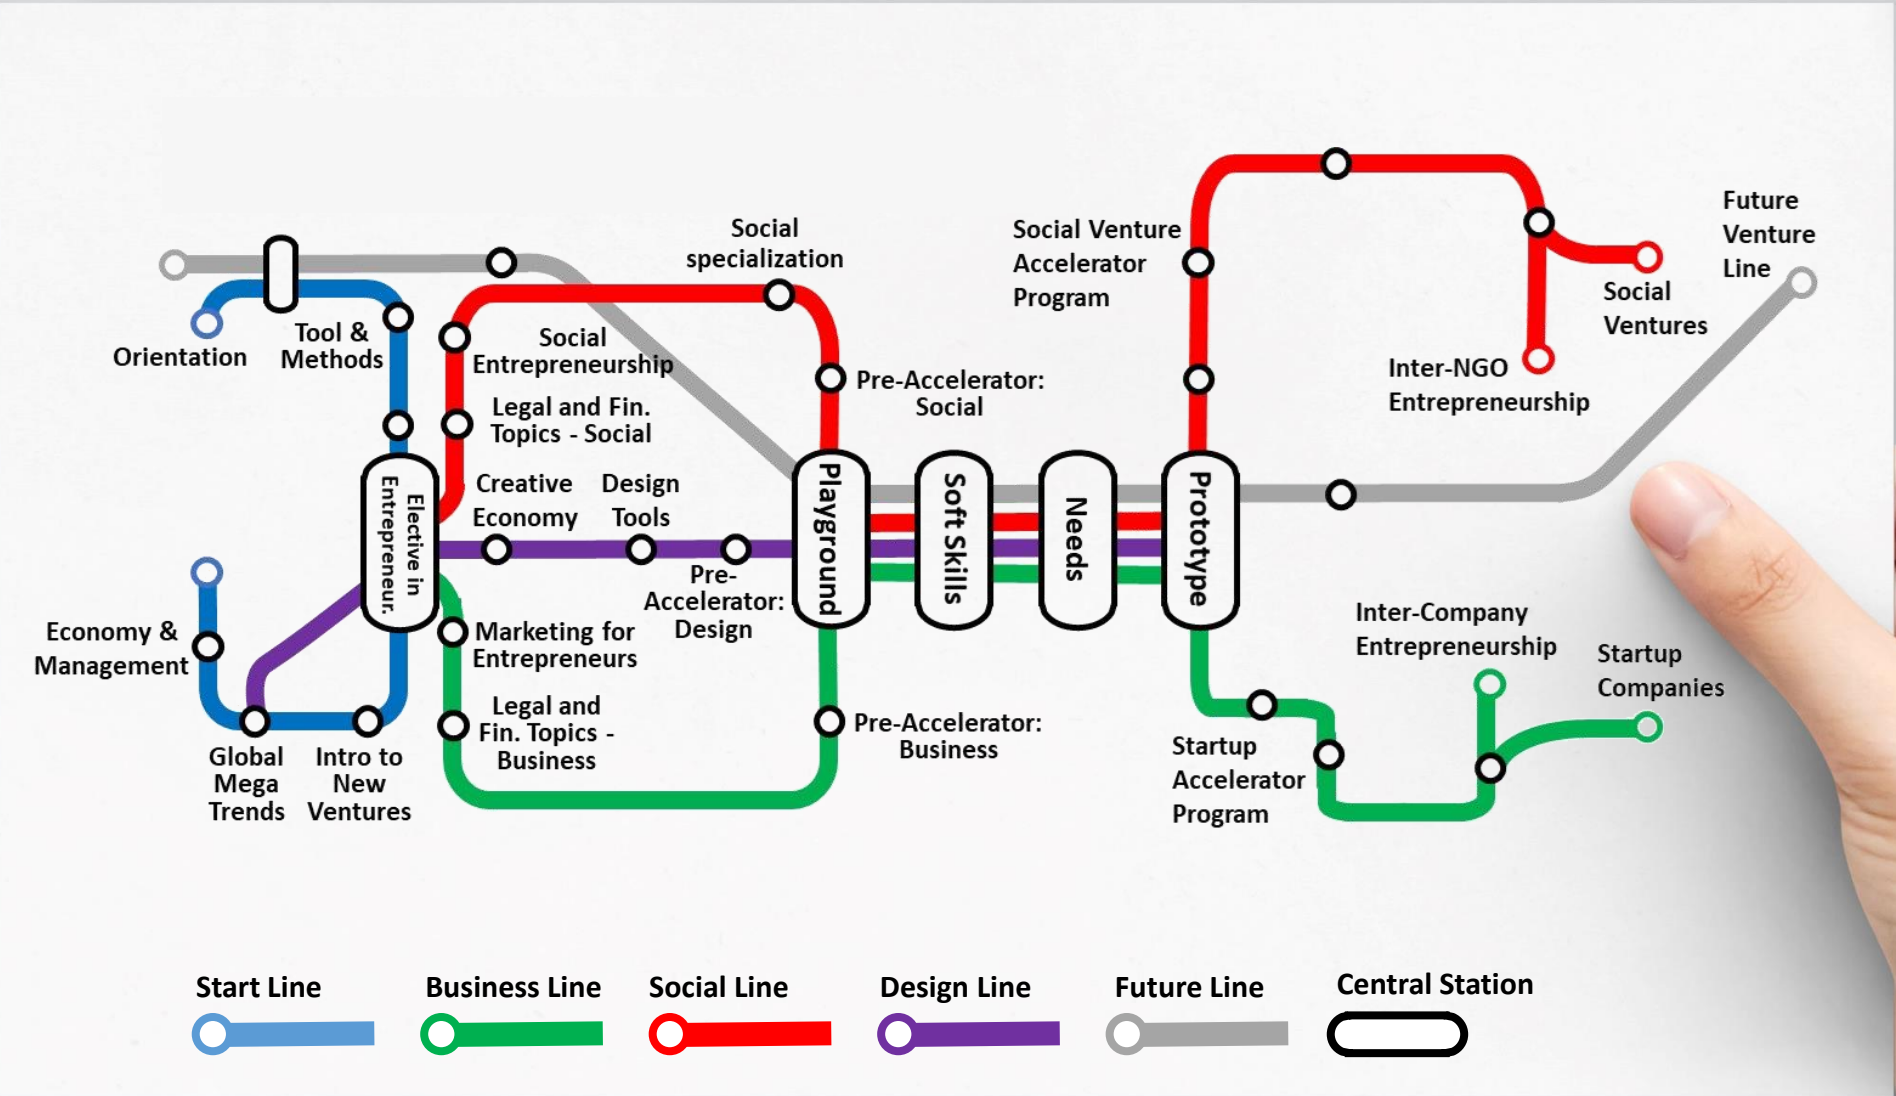 Social
specialization
Social Venture
Accelerator
Program
Future
Venture
Line
Social
Ventures
Inter-NGO
Entrepreneurship
Orientation
Tool &
Methods
Social
Entrepreneurship
Legal and Fin.
Topics - Social
Pre-Accelerator:
Social
Creative
Economy
Design
Tools
Elective in
Entrepreneur.
Playground
Soft Skills
Needs
Prototype
Pre-
Accelerator:
Design
Economy &
Management
Marketing for
Entrepreneurs
Legal and
Fin. Topics -
Business
Global
Mega
Trends
Intro to
New
Ventures
Pre-Accelerator:
Business
Inter-Company
Entrepreneurship
Startup
Companies
Startup
Accelerator
Program
Start Line
Business Line
Social Line
Design Line
Future Line
Central Station